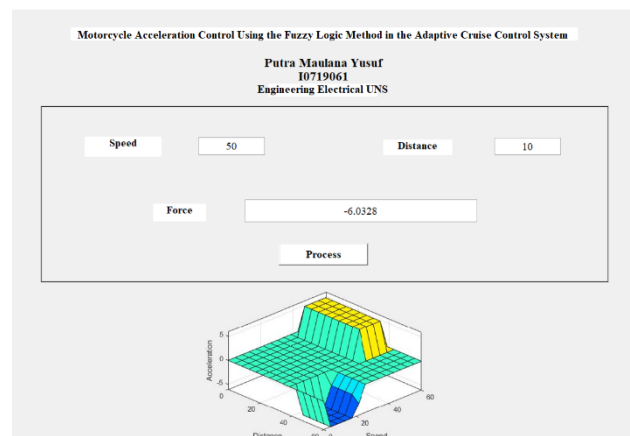 Motorcycle Acceleration Control Using the Fuzzy Logic Method in the Adaptive Cruise Control System
Putra Maulana Yusuf
I0719061
Engineering Electrical UNS
Speed 50 Distance 10
Force -6.0328
Process
Acceleration
5
0
-5
0
20
40
60
0
20
40
60
Distance
Speed